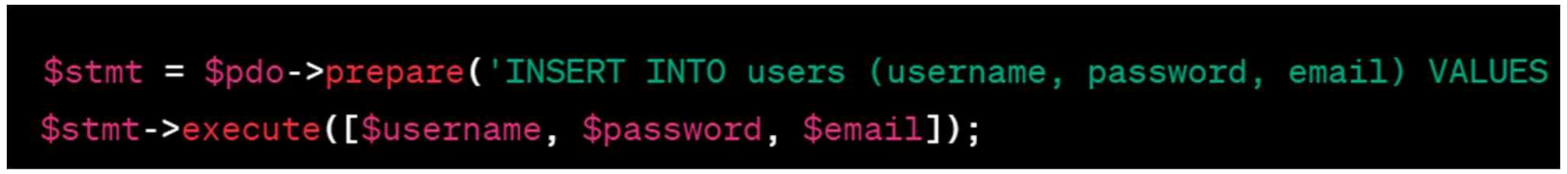 $stmt = $pdo->prepare('INSERT INTO users (username, password, email) VALUES
$stmt->execute([$username, $password, $email]);